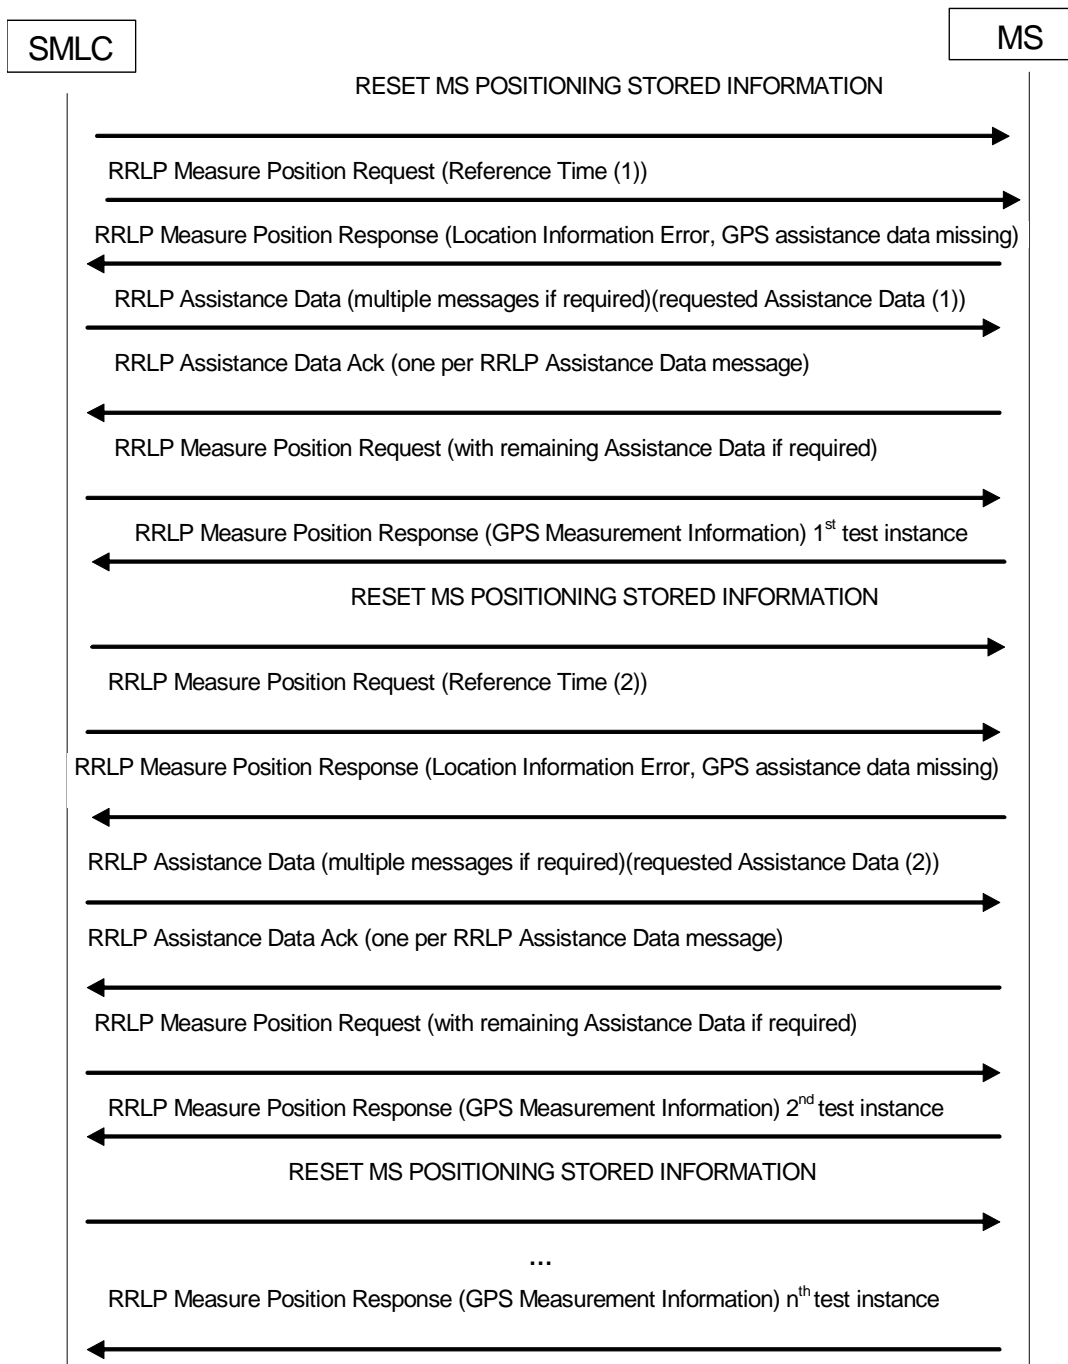 SMLC
MS
RESET MS POSITIONING STORED INFORMATION
RRLP Measure Position Request (Reference Time (1))
RRLP Measure Position Response (Location Information Error, GPS assistance data missing)
RRLP Assistance Data (multiple messages if required)(requested Assistance Data (1))
RRLP Assistance Data Ack (one per RRLP Assistance Data message)
RRLP Measure Position Request (with remaining Assistance Data if required)
RRLP Measure Position Response (GPS Measurement Information) 1st test instance
RESET MS POSITIONING STORED INFORMATION
RRLP Measure Position Request (Reference Time (2))
RRLP Measure Position Response (Location Information Error, GPS assistance data missing)
RRLP Assistance Data (multiple messages if required)(requested Assistance Data (2))
RRLP Assistance Data Ack (one per RRLP Assistance Data message)
RRLP Measure Position Request (with remaining Assistance Data if required)
RRLP Measure Position Response (GPS Measurement Information) 2nd test instance
RESET MS POSITIONING STORED INFORMATION
...
RRLP Measure Position Response (GPS Measurement Information) nth test instance